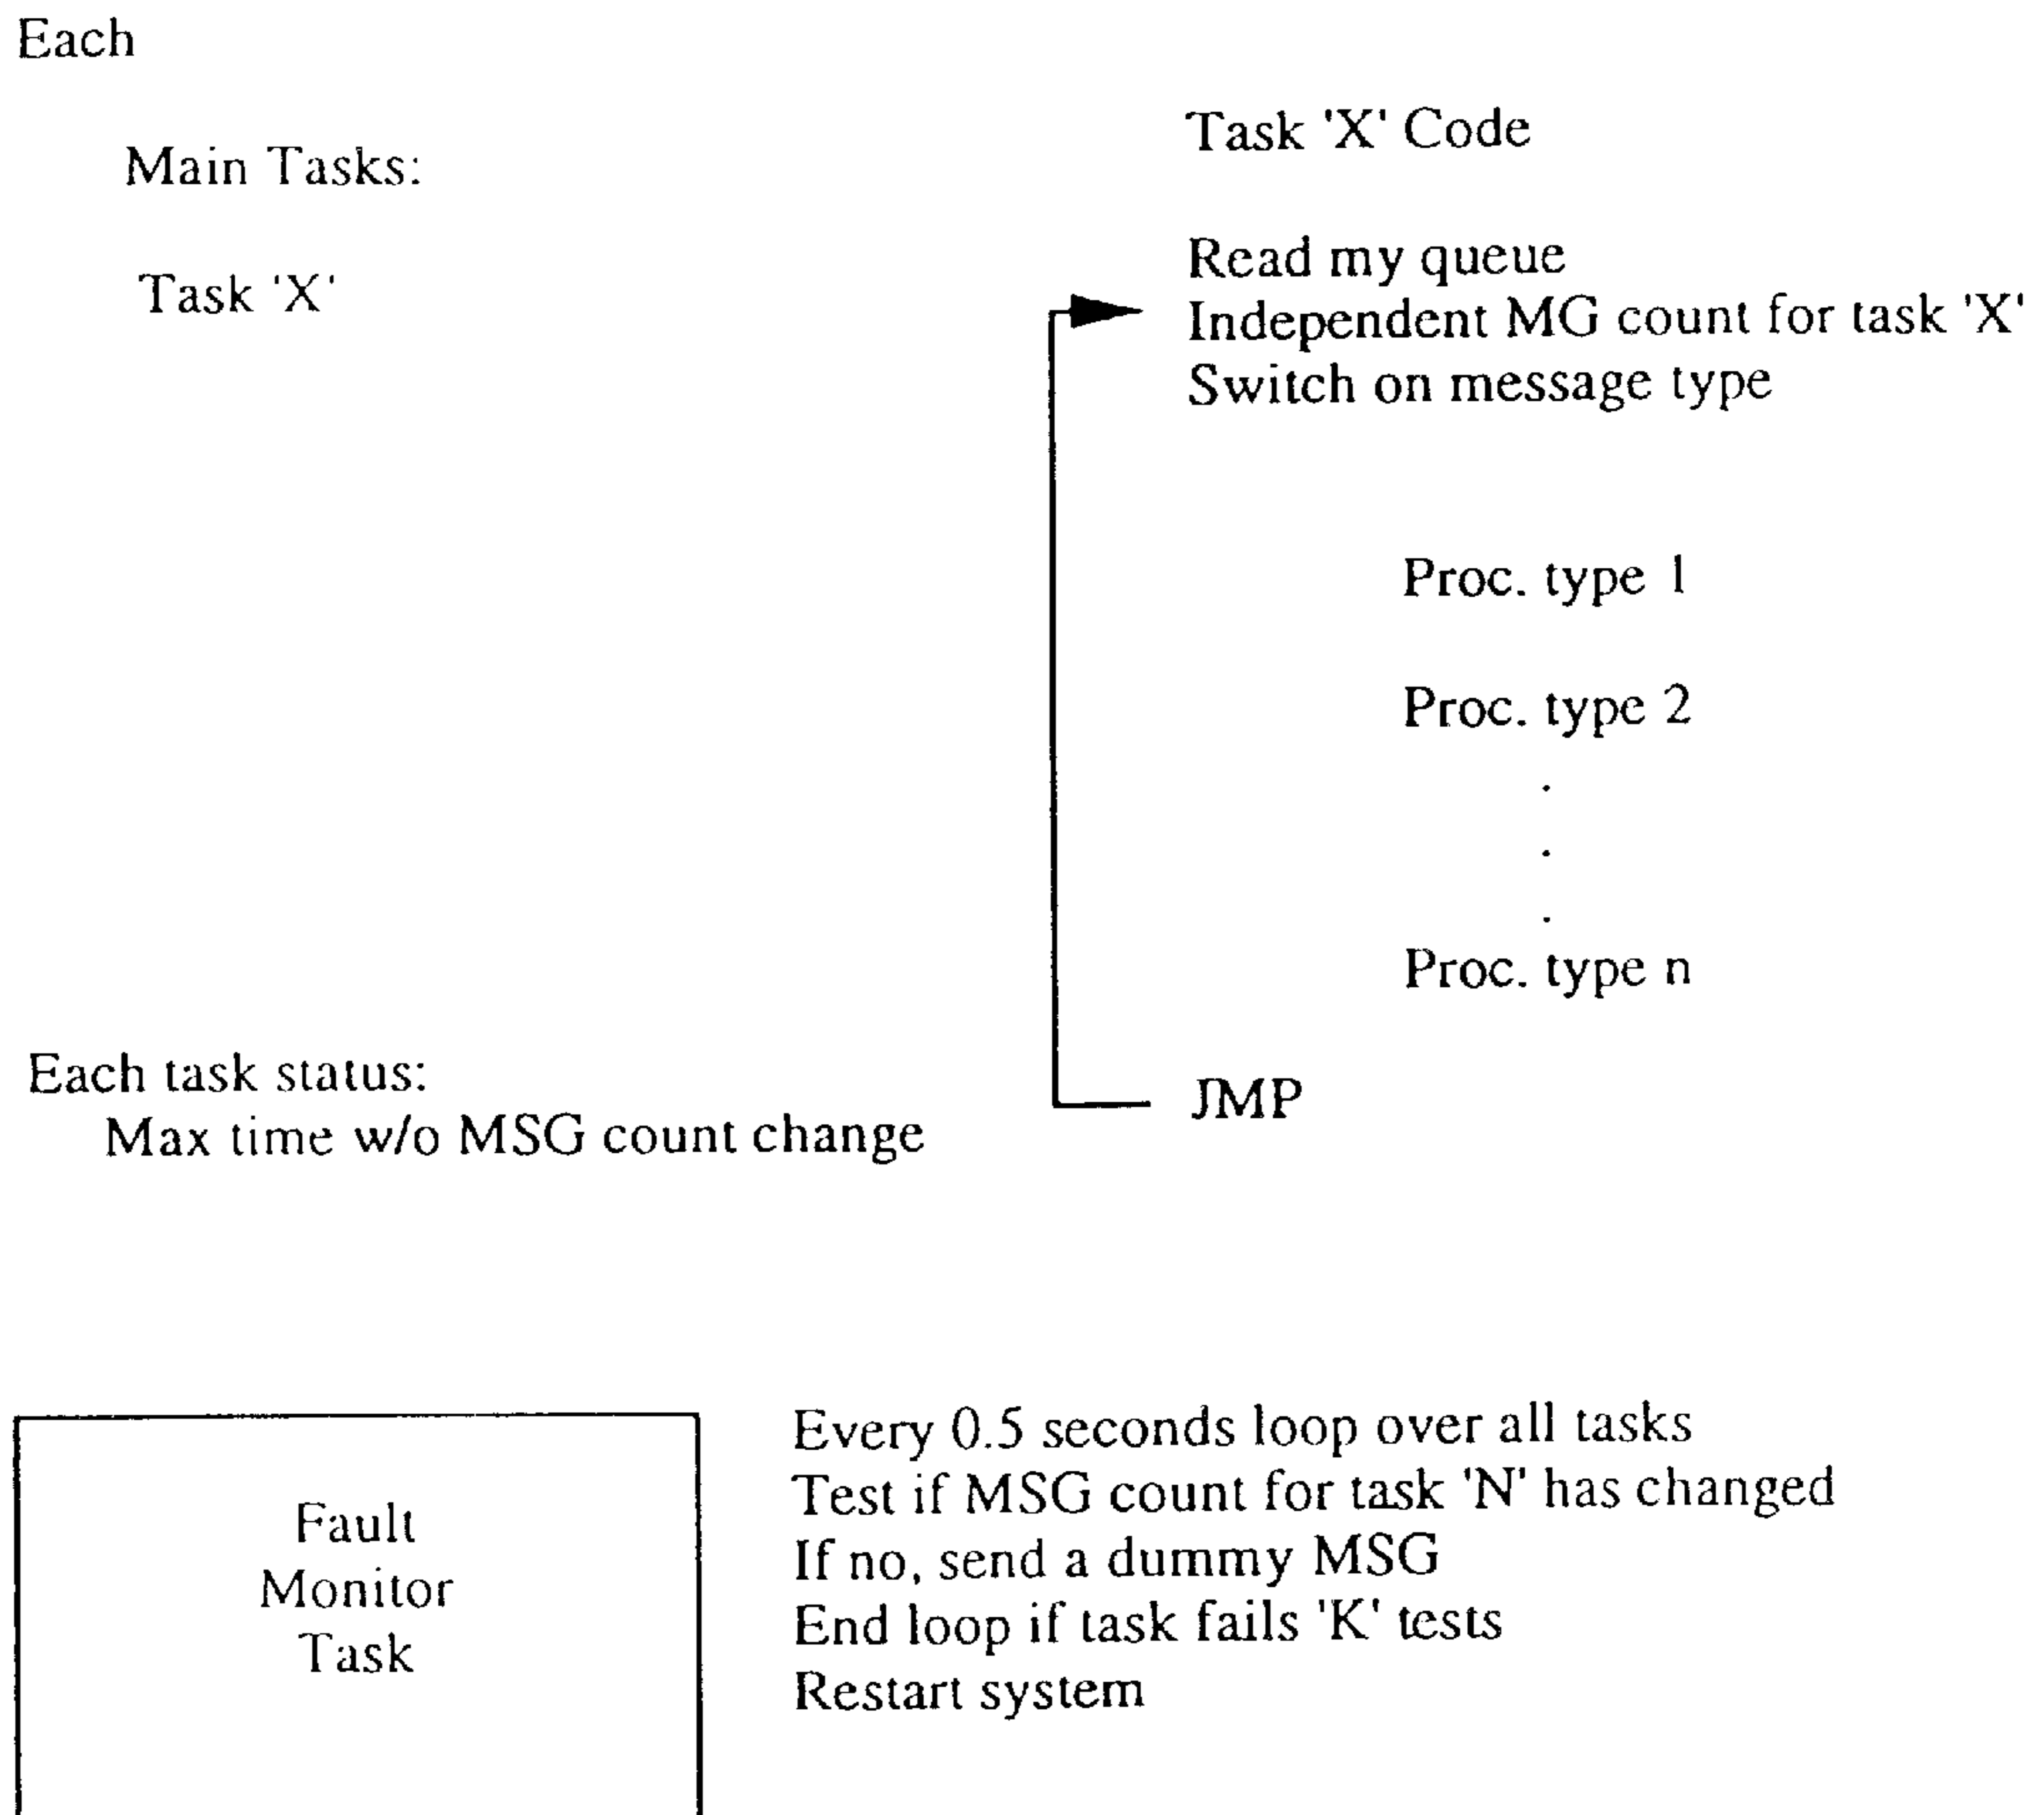 Each
Main Tasks:
Task 'X'
Task 'X' Code
Read my queue
Independent MG count for task 'X'
Switch on message type
Proc. type 1
Proc. type 2
.
.
.
Proc. type n
JMP
Each task status:
Max time w/o MSG count change
Fault
Monitor
Task
Every 0.5 seconds loop over all tasks
Test if MSG count for task 'N' has changed
If no, send a dummy MSG
End loop if task fails 'K' tests
Restart system